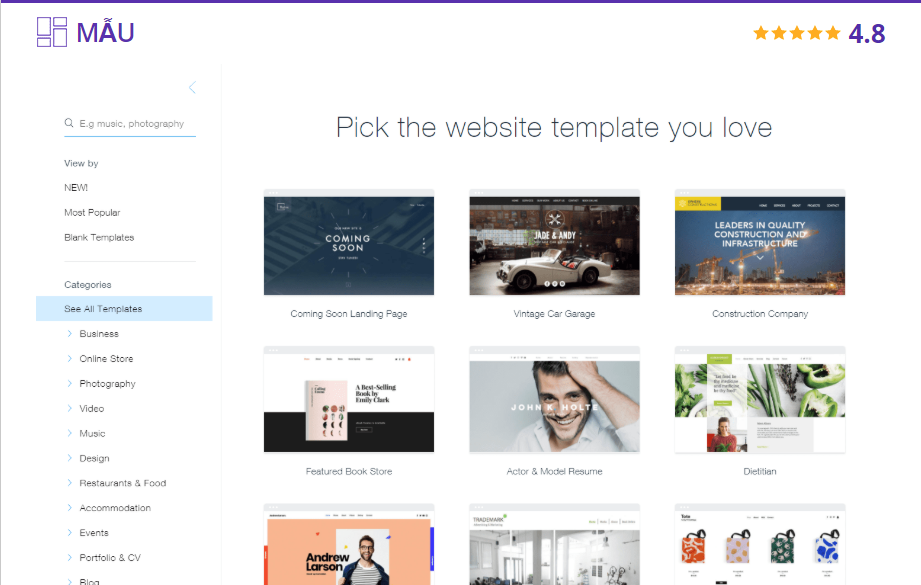 MẪU
4.8
E.g music, photography
View by
NEW!
Most Popular
Blank Templates
Categories
See All Templates
Business
Online Store
Photography
Video
Music
Design
Restaurants & Food
Accommodation
Events
Portfolio & CV
Blog
Pick the website template you love
COMING
SOON
Coming Soon Landing Page
JADE & ANDY
Vintage Car Garage
LEADERS IN QUALITY
CONSTRUCTION AND
INFRASTRUCTURE
Construction Company
A Best-Selling
Book by
Emily Clark
Featured Book Store
JOHN K. HOLTE
Actor & Model Resume
Dietitian
Andrew
Larson
TRADEMARK